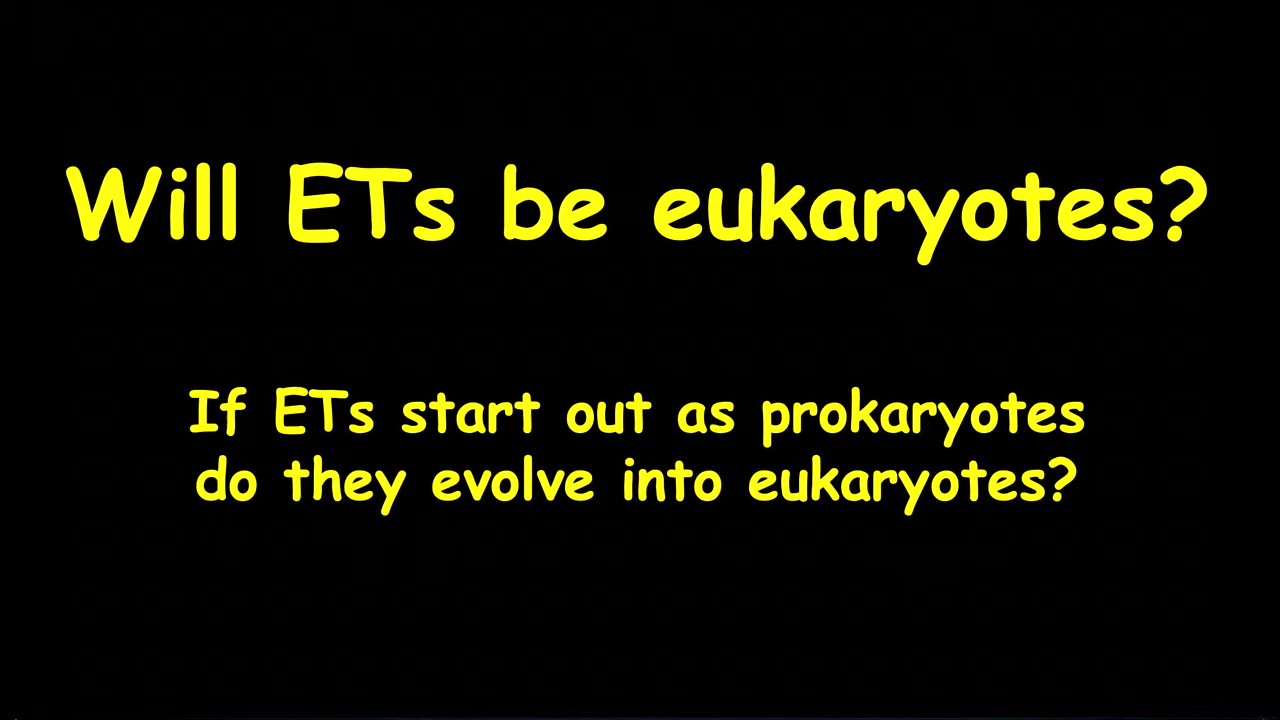 Will ETs be eukaryotes?
If ETs start out as prokaryotes
do they evolve into eukaryotes?